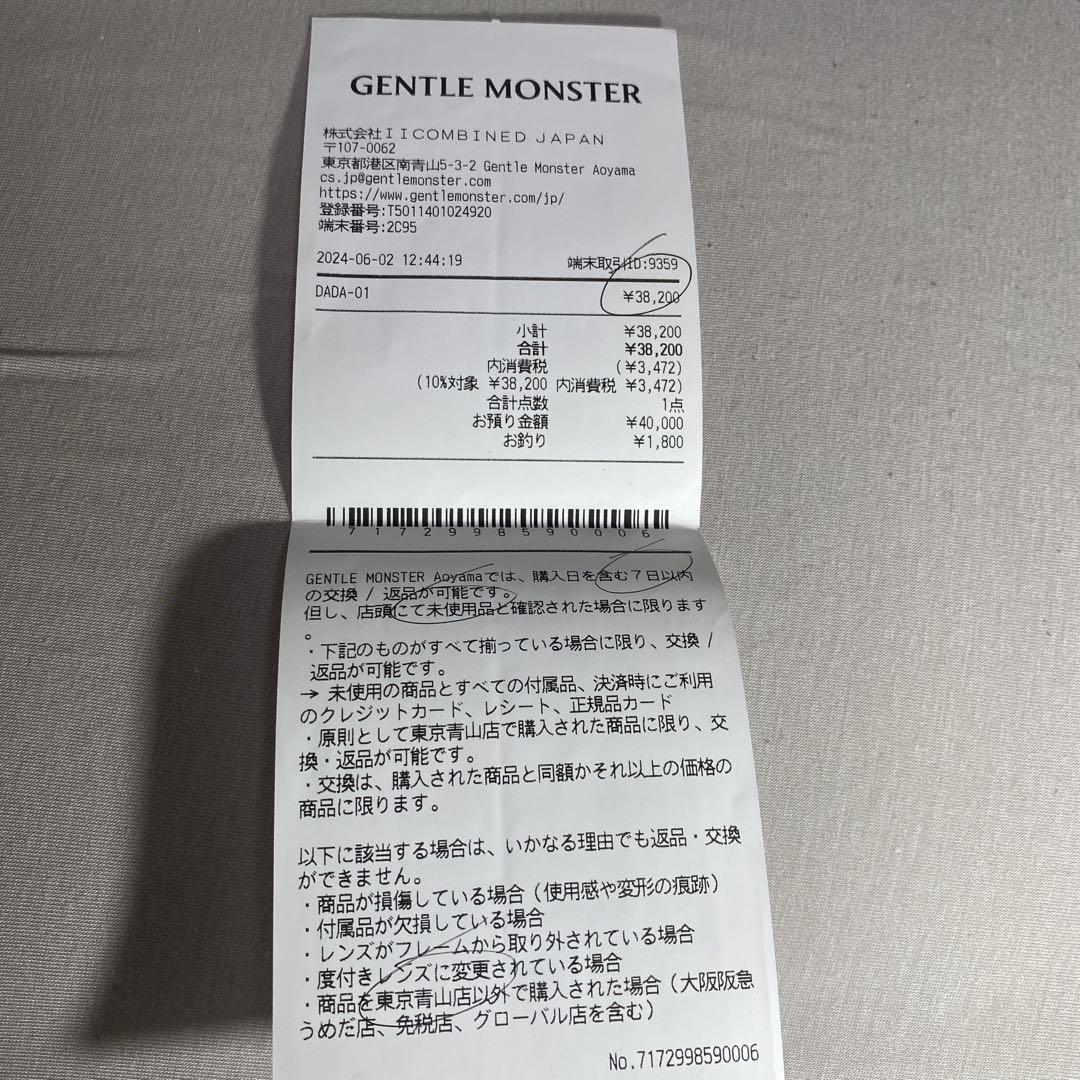 GENTLE MONSTER
株式会社IICOMBINED JAPAN
〒107-0062
東京都港区南青山5-3-2 Gentle Monster Aoyama
cs.jp@gentlemonster.com
https://www.gentlemonster.com/jp/
登録番号:T5011401024920
端末番号:2C95
2024-06-02 12:44:19 端末取引ID:9359
DADA-01 ¥38,200
小計 ¥38,200
合計 ¥38,200
内消費税 (¥3,472)
(10%対象 ¥38,200 内消費税 ¥3,472)
合計点数 1点
お預り金額 ¥40,000
お釣り ¥1,800
7172998590006
GENTLE MONSTER Aoyamaでは、購入日を含む7日以内
の交換 / 返品が可能です。
但し、店頭にて未使用品と確認された場合に限ります
。
・下記のものがすべて揃っている場合に限り、交換 /
返品が可能です。
→ 未使用の商品とすべての付属品、決済時にご利用
のクレジットカード、レシート、正規品カード
・原則として東京青山店で購入された商品に限り、交
換・返品が可能です。
・交換は、購入された商品と同額かそれ以上の価格の
商品に限ります。
以下に該当する場合は、いかなる理由でも返品・交換
ができません。
・商品が損傷している場合（使用感や変形の痕跡）
・付属品が欠損している場合
・レンズがフレームから取り外されている場合
・度付きレンズに変更されている場合
・商品を東京青山店以外で購入された場合（大阪阪急
うめだ店、免税店、グローバル店を含む）
No.7172998590006